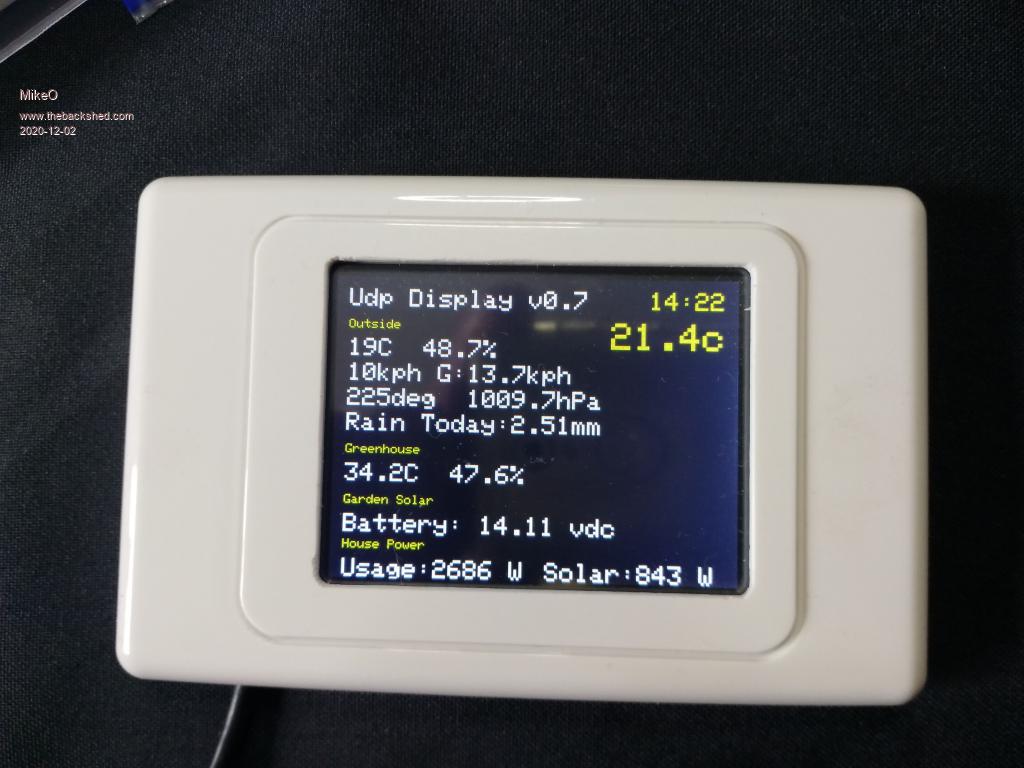 MikeO
www.thebackshed.com
2020-12-02
Udp Display v0.7 14:22
Outside
21.4c
19C 48.7%
10kph G:13.7kph
225deg 1009.7hPa
Rain Today:2.51mm
Greenhouse
34.2C 47.6%
Garden Solar
Battery: 14.11 vdc
House Power
Usage:2686 W Solar:843 W